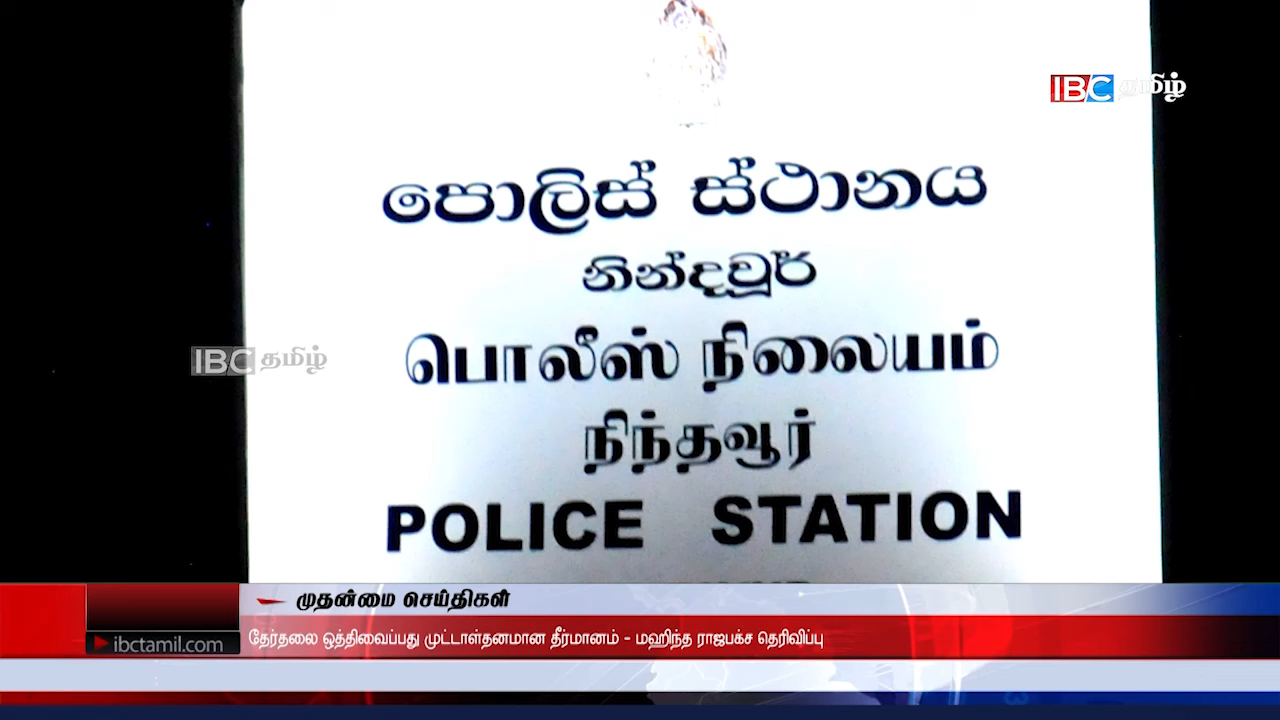 IBC தமிழ்
පොලිස් ස්ථානය
නින්දවූර්
பொலீஸ் நிலையம்
IBC தமிழ்
நிந்தவூர்
POLICE STATION
முதன்மை செய்திகள்
தேர்தலை ஒத்திவைப்பது முட்டாள்தனமான தீர்மானம் - மஹிந்த ராஜபக்ச தெரிவிப்பு
ibctamil.com